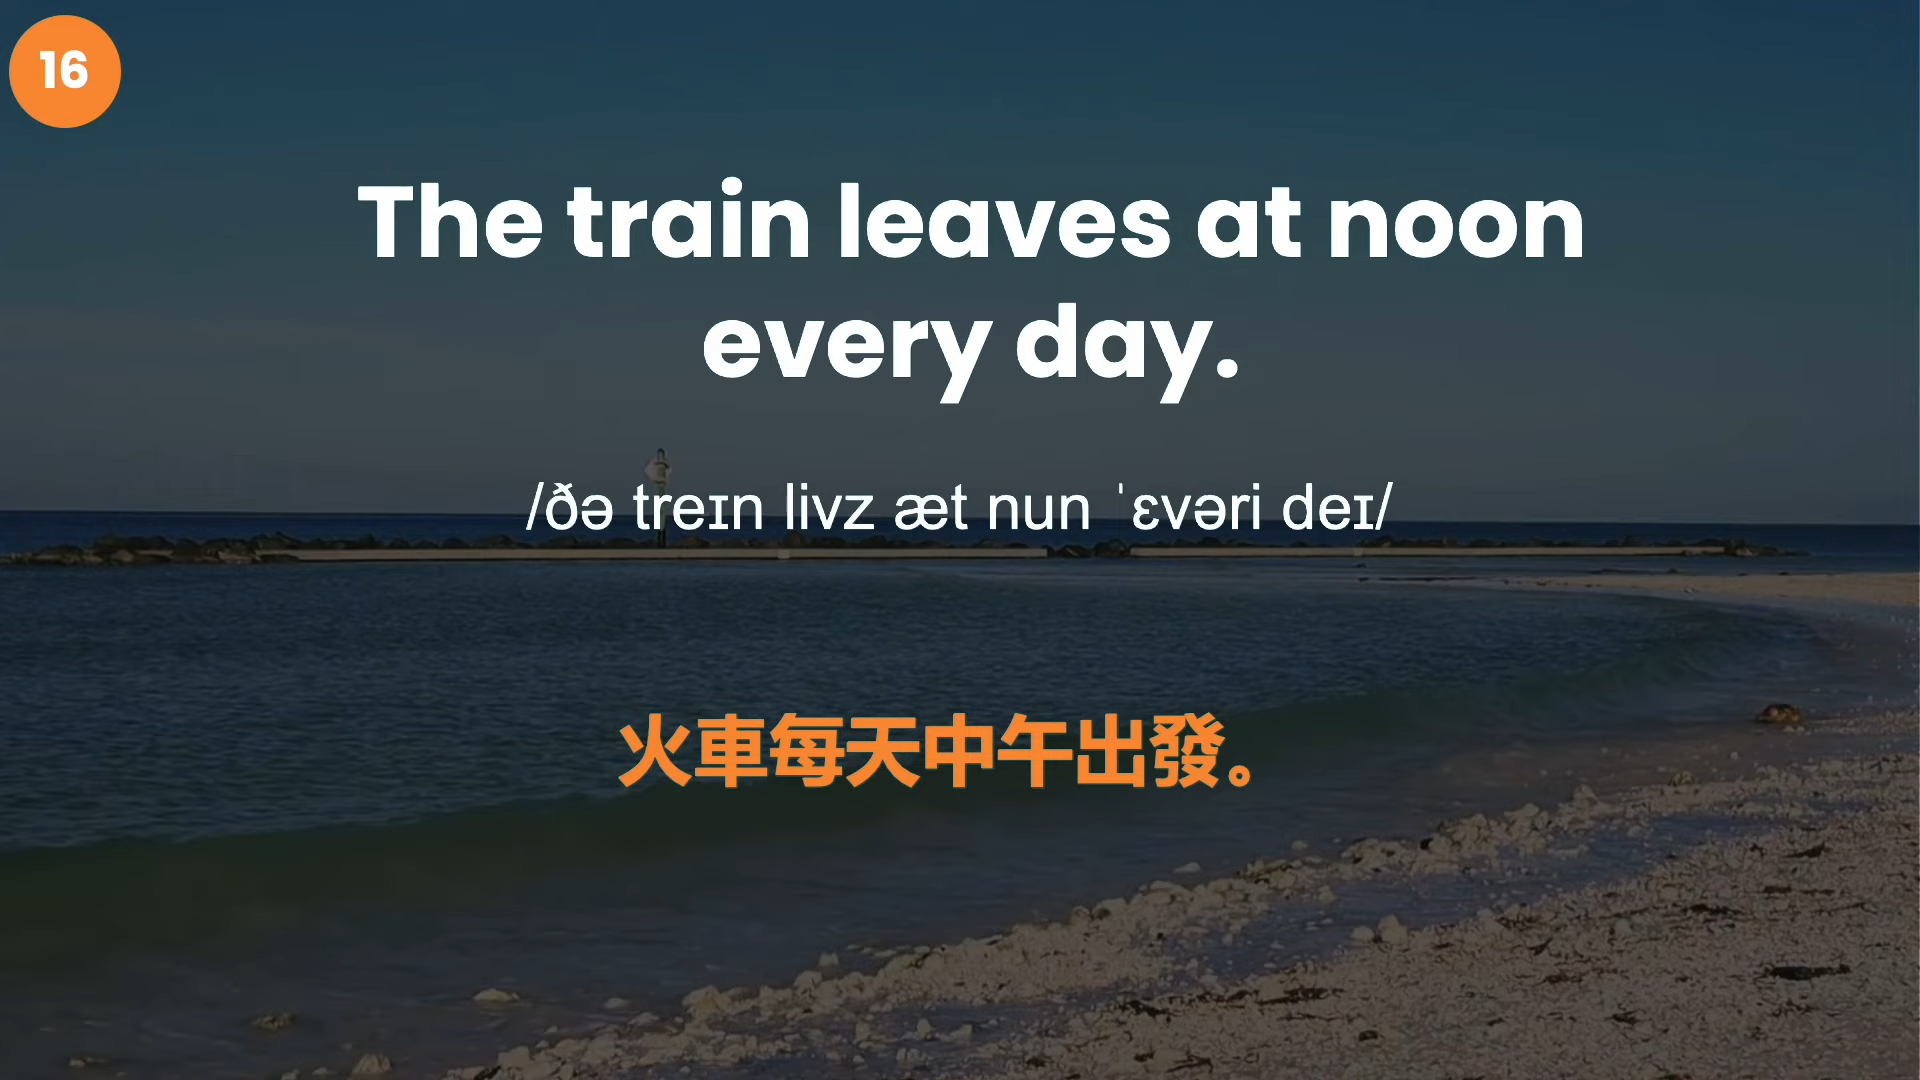 16
The train leaves at noon
every day.
/ðə treɪn livz æt nun ˈɛvəri deɪ/
火車每天中午出發。